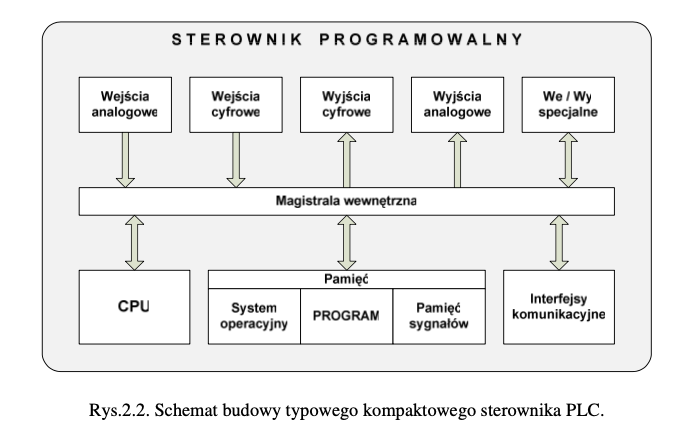 STEROWNIK PROGRAMOWALNY
Wejścia
analogowe
Wejścia
cyfrowe
Wyjścia
cyfrowe
Wyjścia
analogowe
We / Wy
specjalne
Magistrala wewnętrzna
CPU
Pamięć
System
operacyjny
PROGRAM
Pamięć
sygnałów
Interfejsy
komunikacyjne
Rys.2.2. Schemat budowy typowego kompaktowego sterownika PLC.